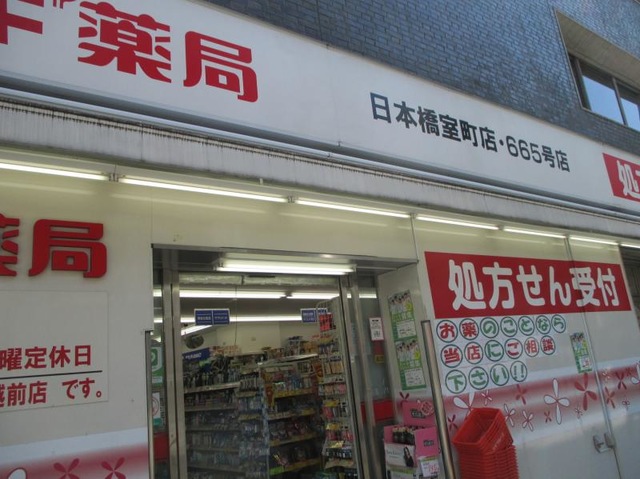 薬局
日本橋室町店・665号店
処方
薬局
処方せん受付
お薬のことなら
当店にご相談
下さい!!
曜定休日
越前店 です。